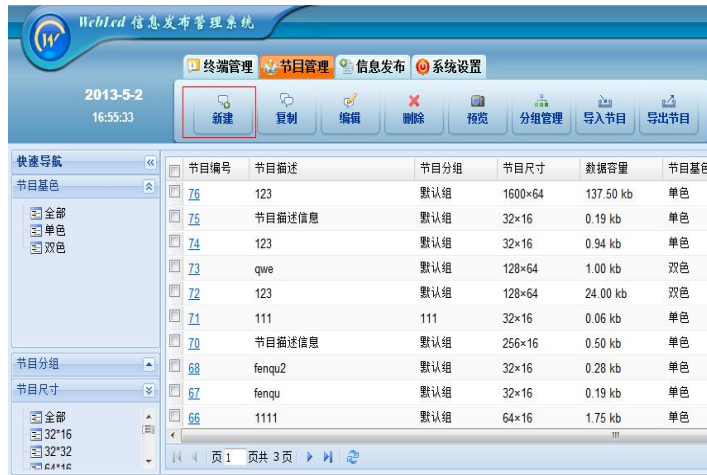 WebLed 信息发布管理系统
终端管理 节目管理 信息发布 系统设置
2013-5-2
16:55:33
新建 复制 编辑 删除 预览 分组管理 导入节目 导出节目
快速导航
节目基色
全部
单色
双色
节目分组
节目尺寸
全部
32*16
32*32
64*16
节目编号 节目描述 节目分组 节目尺寸 数据容量 节目基色
76 123 默认组 1600×64 137.50 kb 单色
75 节目描述信息 默认组 32×16 0.19 kb 单色
74 123 默认组 32×16 0.94 kb 单色
73 qwe 默认组 128×64 1.00 kb 双色
72 123 默认组 128×64 24.00 kb 双色
71 111 111 32×16 0.06 kb 单色
70 节目描述信息 默认组 256×16 0.50 kb 单色
68 fenqu2 默认组 32×16 0.28 kb 单色
67 fenqu 默认组 32×16 0.19 kb 单色
66 1111 默认组 64×16 1.75 kb 单色
页 1 页共 3 页